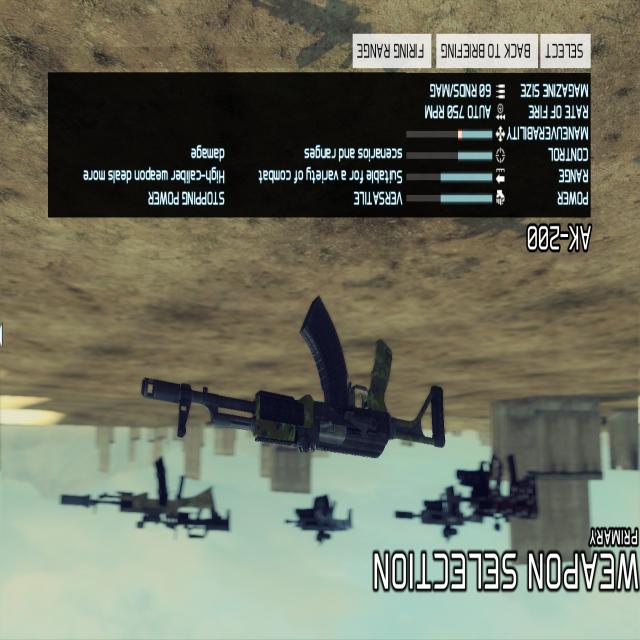 WEAPON SELECTION
PRIMARY
AK-200
POWER VERSATILE STOPPING POWER
RANGE Suitable for a variety of combat High-caliber weapon deals more
CONTROL scenarios and ranges damage
MANEUVERABILITY
RATE OF FIRE AUTO 750 RPM
MAGAZINE SIZE 60 RNDS/MAG
SELECT BACK TO BRIEFING FIRING RANGE